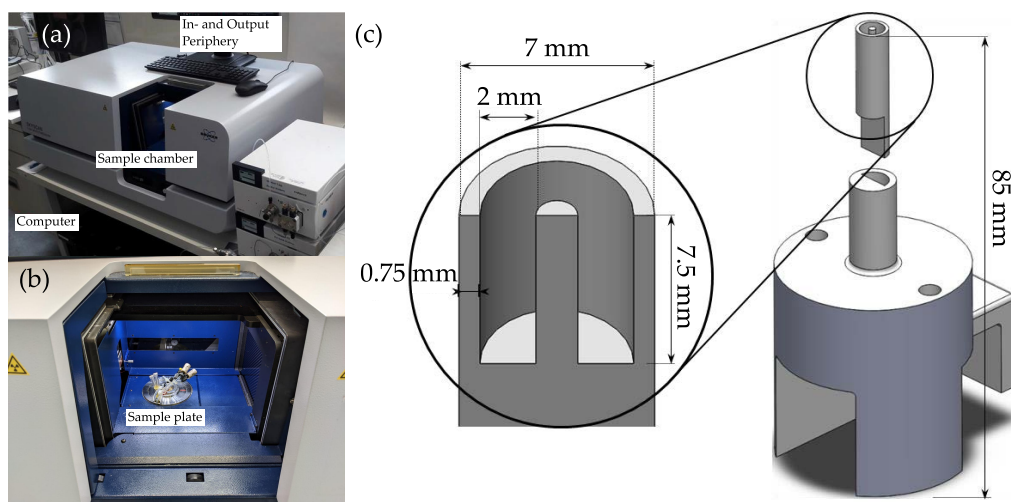 (a)
In- and Output
Periphery
Sample chamber
Computer
(b)
Sample plate
(c)
7 mm
2 mm
0.75 mm
7.5 mm
85 mm